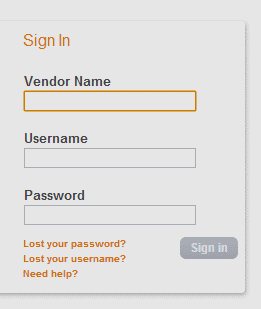 Sign In
Vendor Name
Username
Password
Lost your password?
Lost your username?
Need help?
Sign in